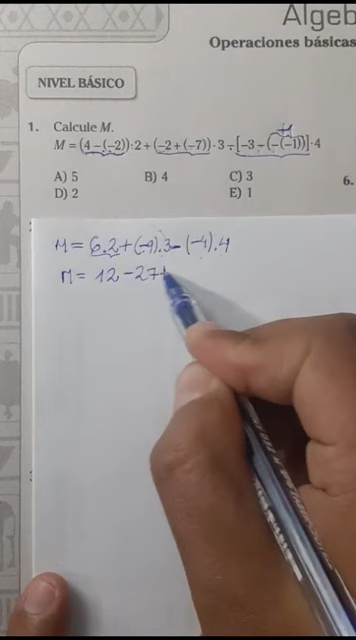 Algeb
Operaciones básicas
NIVEL BÁSICO
1. Calcule M.
M = (4-(-2)):2+(-2+(-7))·3-[-3-(-(-1))]·4
A) 5 B) 4 C) 3
D) 2 E) 1
6.
M = 6.2+(-9).3-(-4).4
M = 12-27+